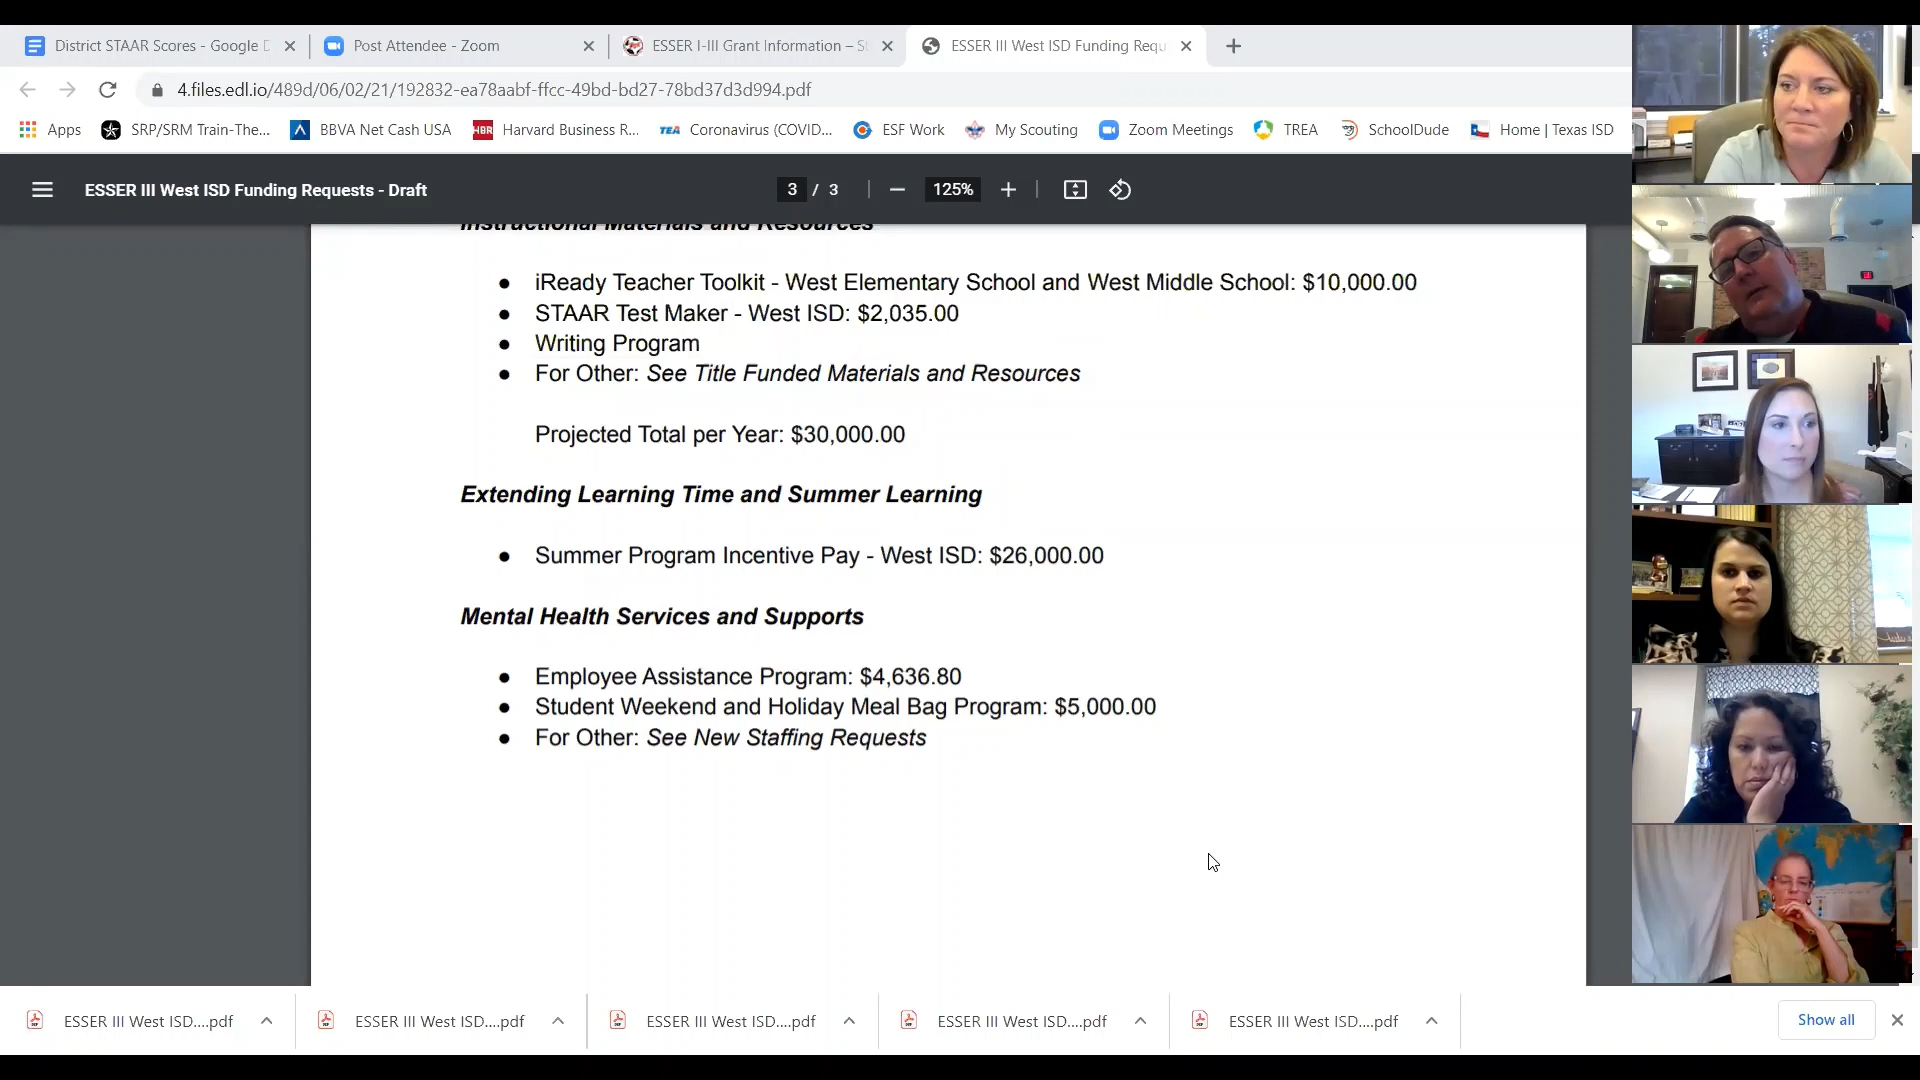 District STAAR Scores - Google D
Post Attendee - Zoom
ESSER I-III Grant Information – S
ESSER III West ISD Funding Requ
4.files.edl.io/489d/06/02/21/192832-ea78aabf-ffcc-49bd-bd27-78bd37d3d994.pdf
Apps
SRP/SRM Train-The...
BBVA Net Cash USA
HBR
Harvard Business R...
TEA
Coronavirus (COVID...
ESF Work
My Scouting
Zoom Meetings
TREA
SchoolDude
Home | Texas ISD
ESSER III West ISD Funding Requests - Draft
3 / 3
125%
Instructional Materials and Resources
● iReady Teacher Toolkit - West Elementary School and West Middle School: $10,000.00
● STAAR Test Maker - West ISD: $2,035.00
● Writing Program
● For Other: See Title Funded Materials and Resources
Projected Total per Year: $30,000.00
Extending Learning Time and Summer Learning
● Summer Program Incentive Pay - West ISD: $26,000.00
Mental Health Services and Supports
● Employee Assistance Program: $4,636.80
● Student Weekend and Holiday Meal Bag Program: $5,000.00
● For Other: See New Staffing Requests
ESSER III West ISD....pdf
ESSER III West ISD....pdf
ESSER III West ISD....pdf
ESSER III West ISD....pdf
ESSER III West ISD....pdf
Show all